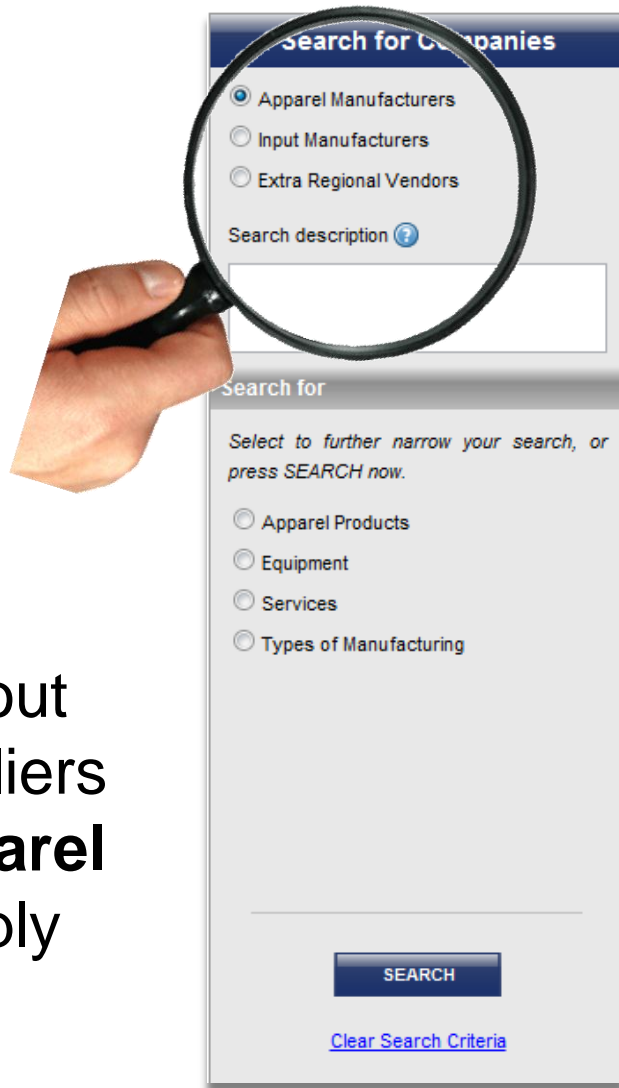 Search for Companies
Apparel Manufacturers
Input Manufacturers
Extra Regional Vendors
Search description
Search for
Select to further narrow your search, or
press SEARCH now.
Apparel Products
Equipment
Services
Types of Manufacturing
SEARCH
Clear Search Criteria